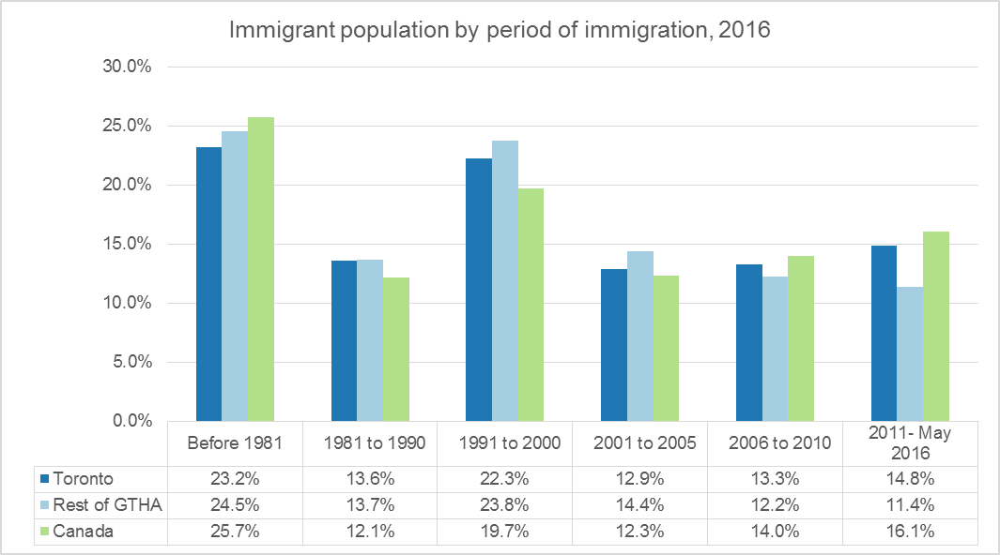 Immigrant population by period of immigration, 2016
30.0%
25.0%
20.0%
15.0%
10.0%
5.0%
0.0%
Before 1981 1981 to 1990 1991 to 2000 2001 to 2005 2006 to 2010 2011- May
2016
Toronto 23.2% 13.6% 22.3% 12.9% 13.3% 14.8%
Rest of GTHA 24.5% 13.7% 23.8% 14.4% 12.2% 11.4%
Canada 25.7% 12.1% 19.7% 12.3% 14.0% 16.1%